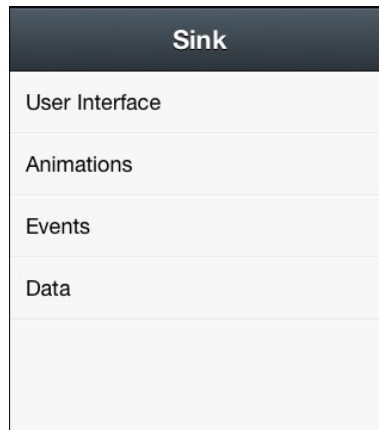 Sink
User Interface
Animations
Events
Data